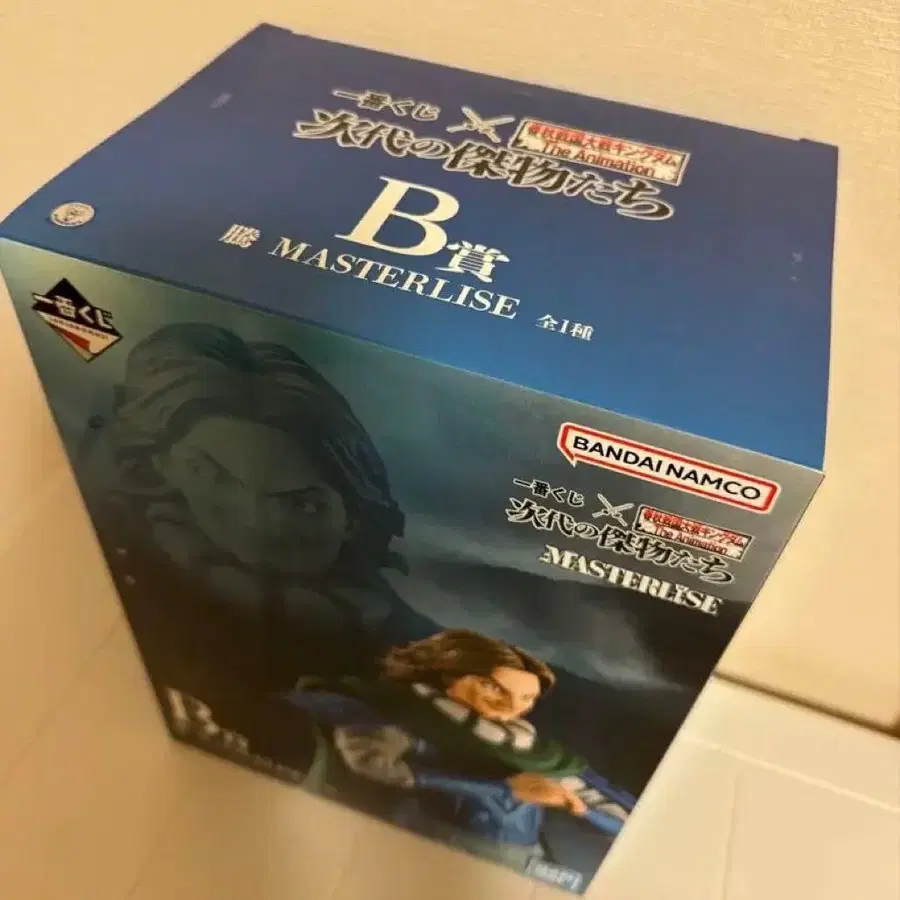 一番くじ
春秋戦国大戦キングダム
The Animation
次代の傑物たち
B賞
騰 MASTERLISE 全1種
一番くじ
BANDAI NAMCO
一番くじ
春秋戦国大戦キングダム
The Animation
次代の傑物たち
MASTERLISE
B賞